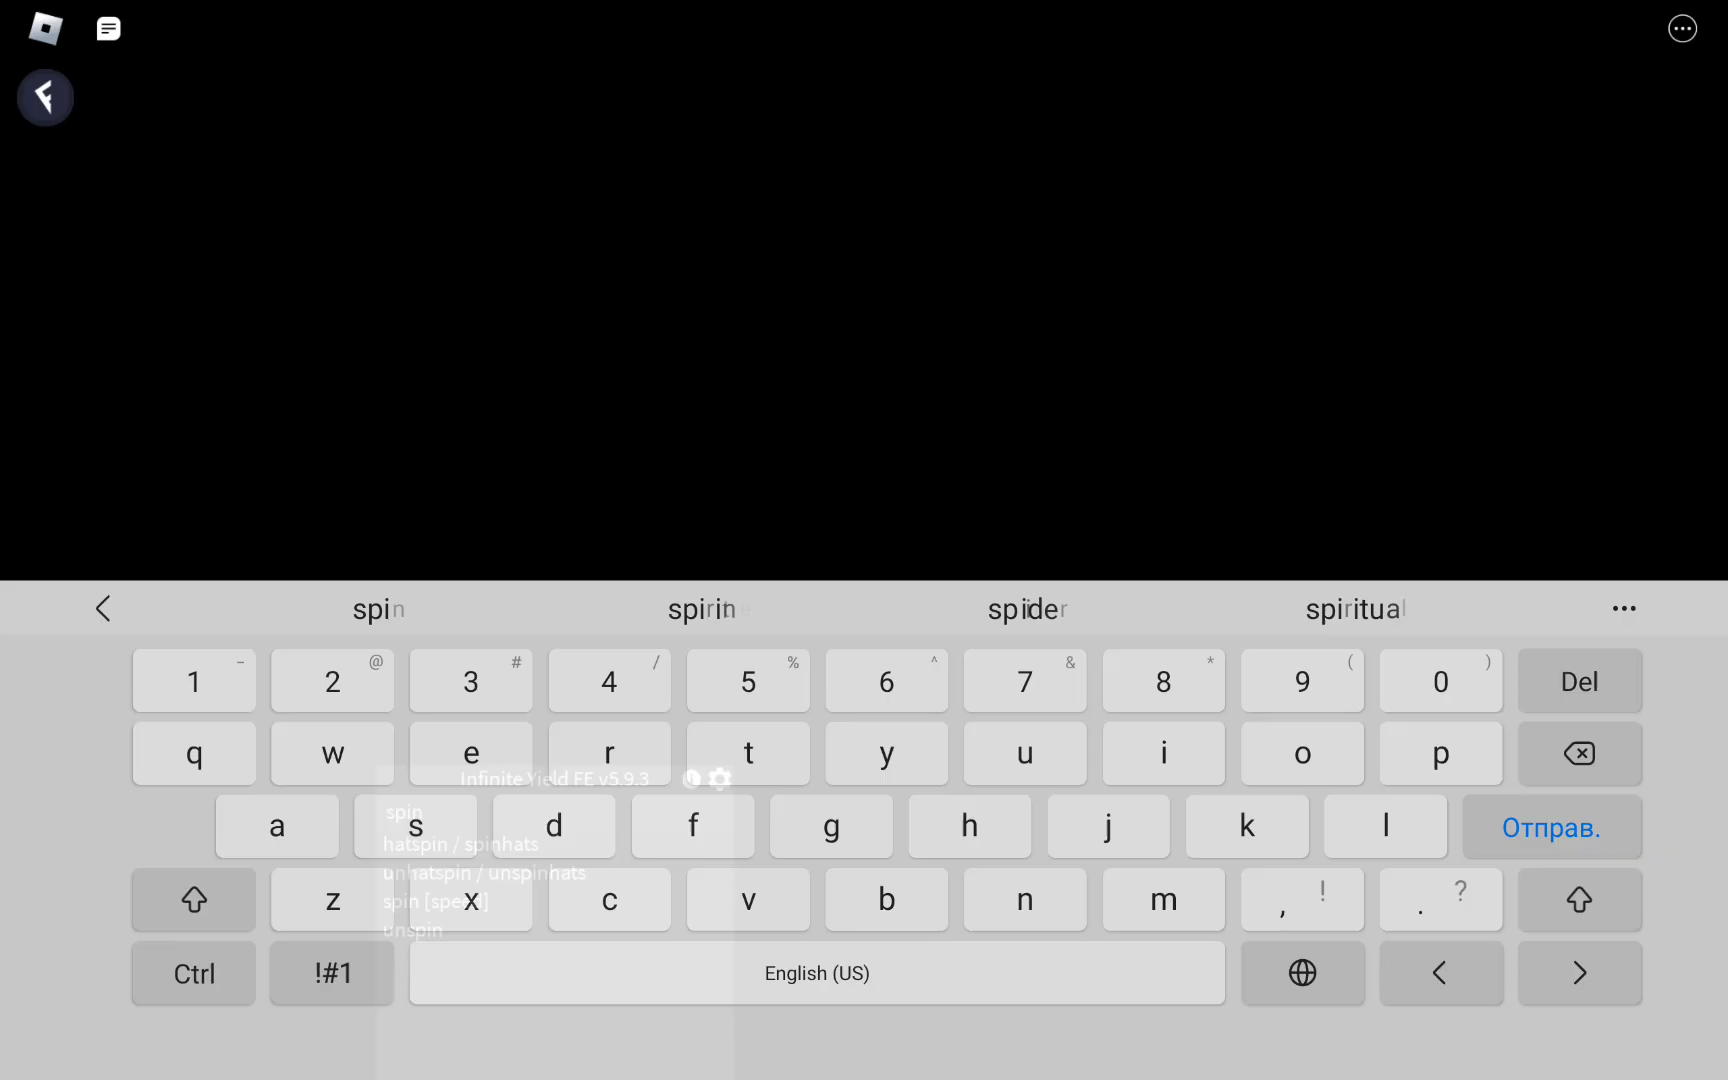 spin spirin spider spiritual
1 - 2 @ 3 # 4 / 5 % 6 ^ 7 & 8 * 9 ( 0 ) Del
q w e r t y u i o p
Infinite Yield FE v5.9.3
a s d f g h j k l Отправ.
spin
hatspin / spinhats
unhatspin / unspinhats
z x c v b n m , ! . ?
spin [speed]
unspin
Ctrl !#1 English (US) < >